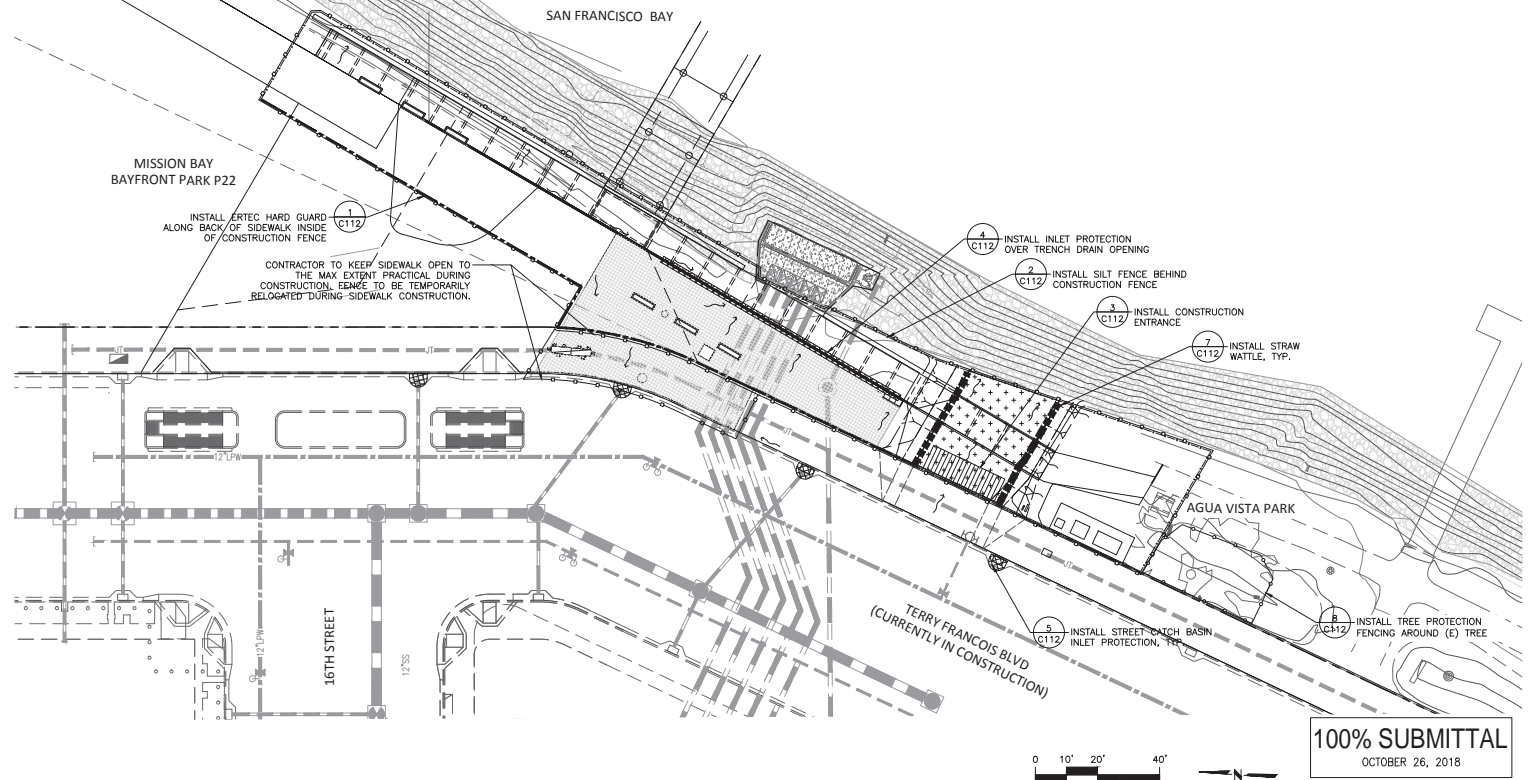 SAN FRANCISCO BAY
MISSION BAY
BAYFRONT PARK P22
1
C112
INSTALL ERTEC HARD GUARD
ALONG BACK OF SIDEWALK INSIDE
OF CONSTRUCTION FENCE
CONTRACTOR TO KEEP SIDEWALK OPEN TO
THE MAX EXTENT PRACTICAL DURING
CONSTRUCTION, FENCE TO BE TEMPORARILY
RELOCATED DURING SIDEWALK CONSTRUCTION.
4
C112
INSTALL INLET PROTECTION
OVER TRENCH DRAIN OPENING
2
C112
INSTALL SILT FENCE BEHIND
CONSTRUCTION FENCE
3
C112
INSTALL CONSTRUCTION
ENTRANCE
7
C112
INSTALL STRAW
WATTLE, TYP.
JT
JT
JT
12"LPW
12"LPW
12"SS
16TH STREET
AGUA VISTA PARK
TERRY FRANCOIS BLVD
(CURRENTLY IN CONSTRUCTION)
5
C112
INSTALL STREET CATCH BASIN
INLET PROTECTION, TYP.
8
C112
INSTALL TREE PROTECTION
FENCING AROUND (E) TREE
0 10' 20' 40'
N
100% SUBMITTAL
OCTOBER 26, 2018